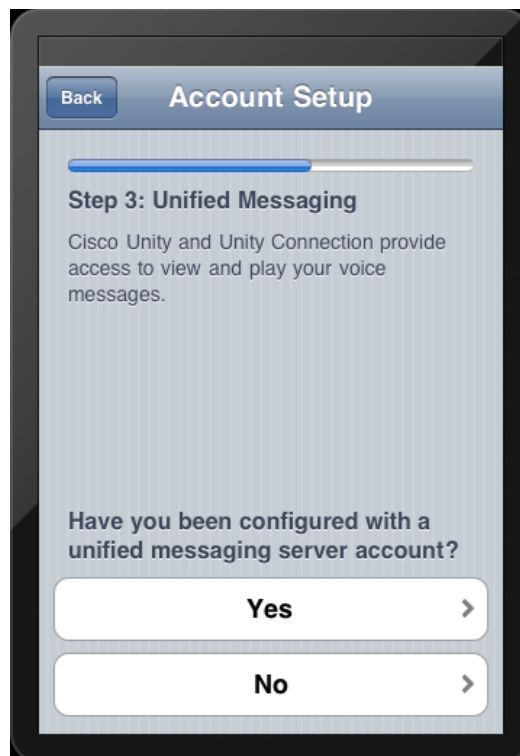 Back
Account Setup
Step 3: Unified Messaging
Cisco Unity and Unity Connection provide
access to view and play your voice
messages.
Have you been configured with a
unified messaging server account?
Yes
No